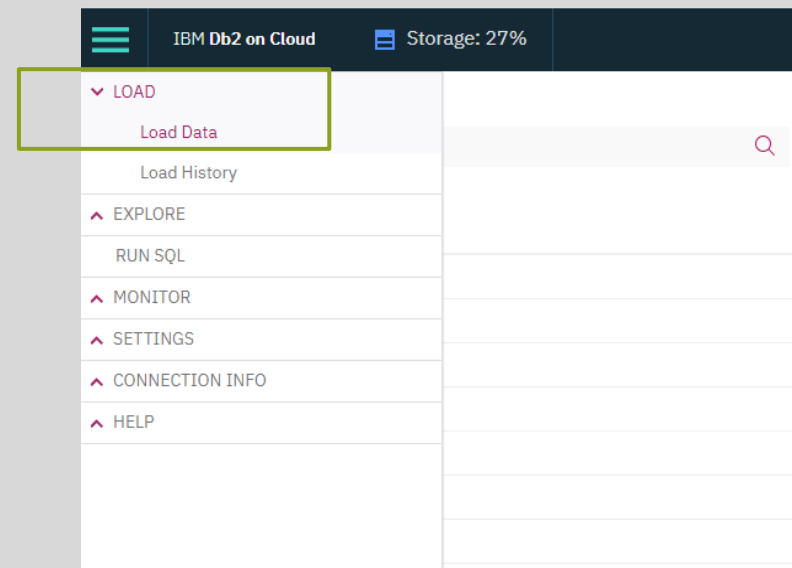 IBM Db2 on Cloud Storage: 27%
LOAD
Load Data
Load History
EXPLORE
RUN SQL
MONITOR
SETTINGS
CONNECTION INFO
HELP